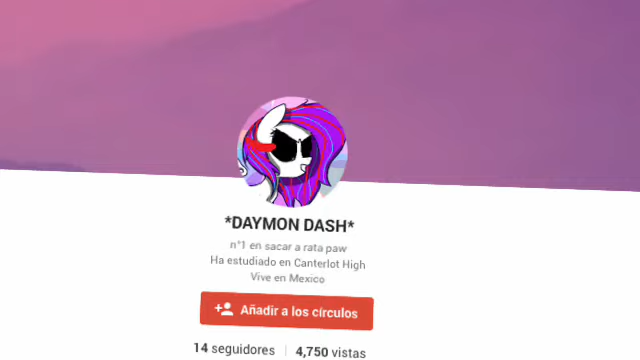 *DAYMON DASH*
n°1 en sacar a rata paw
Ha estudiado en Canterlot High
Vive en Mexico
Añadir a los círculos
14 seguidores | 4,750 vistas